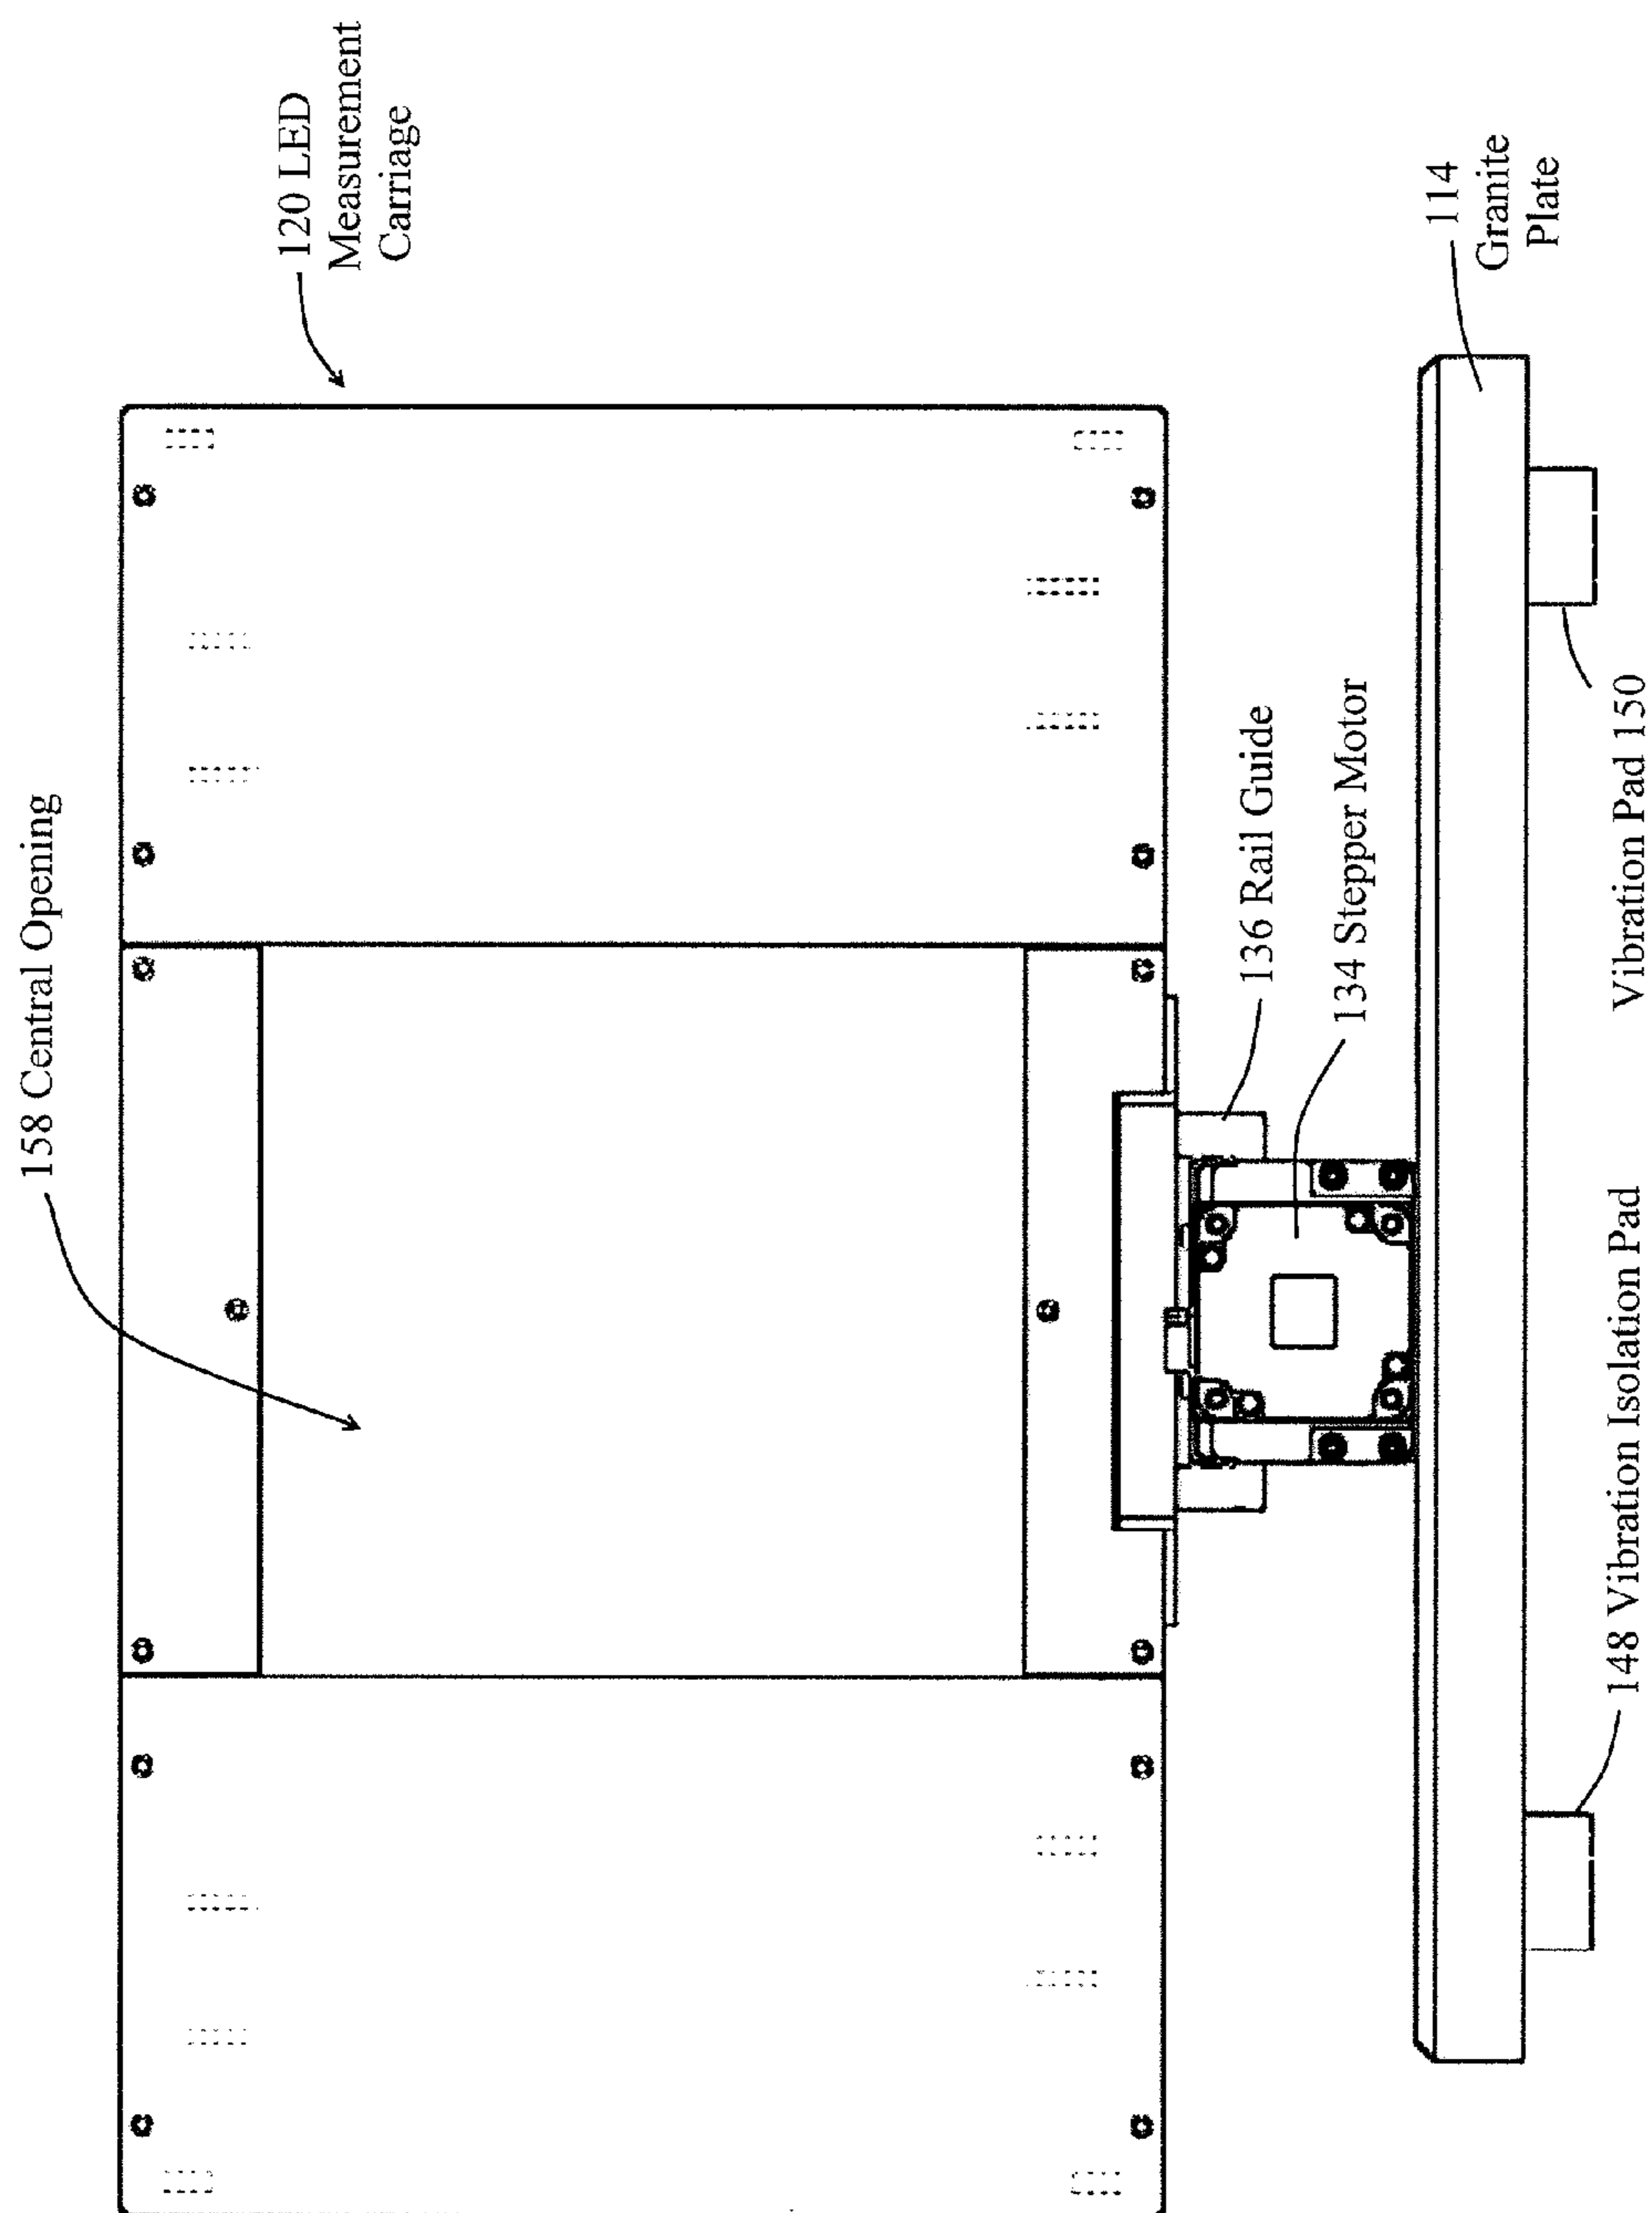 158 Central Opening
120 LED
Measurement
Carriage
136 Rail Guide
134 Stepper Motor
114
Granite
Plate
148 Vibration Isolation Pad
Vibration Pad 150